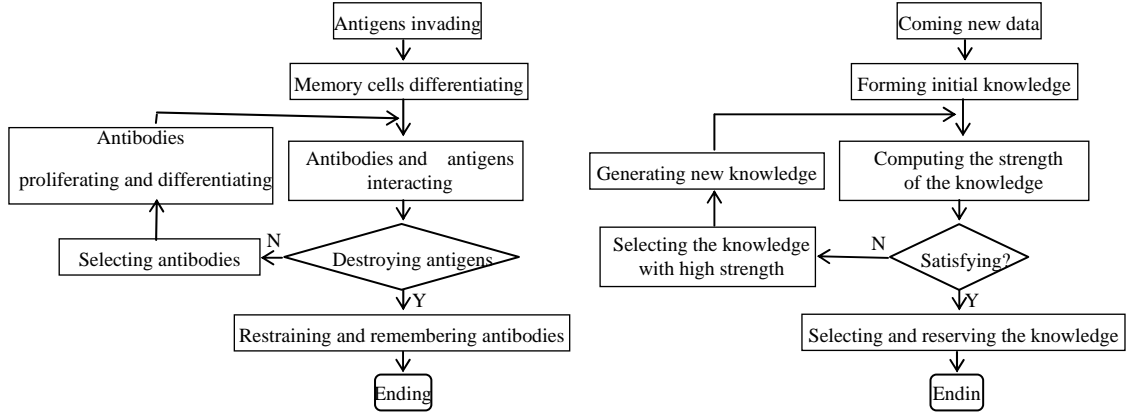 Antigens invading
Memory cells differentiating
Antibodies
proliferating and differentiating
Antibodies and antigens
interacting
Selecting antibodies
N
Destroying antigens
Y
Restraining and remembering antibodies
Ending
Coming new data
Forming initial knowledge
Generating new knowledge
Computing the strength
of the knowledge
Selecting the knowledge
with high strength
N
Satisfying?
Y
Selecting and reserving the knowledge
Endin